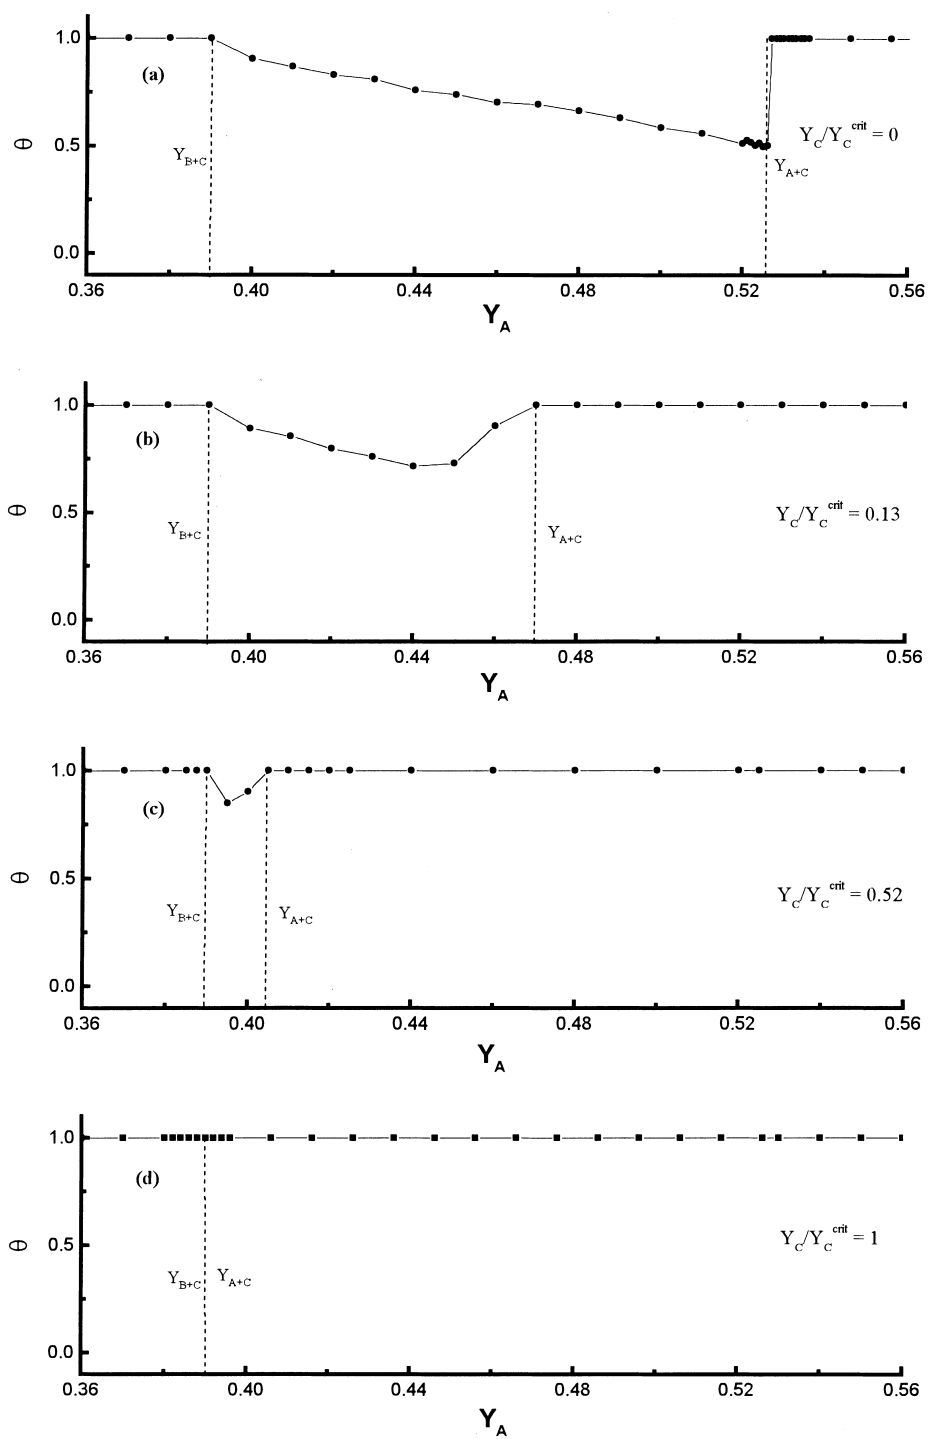 1.0
(a)
0.5
θ
Y_B+C
Y_C/Y_C^crit = 0
Y_A+C
0.0
0.36 0.40 0.44 0.48 0.52 0.56
Y_A
1.0
(b)
0.5
θ
Y_B+C
Y_A+C
Y_C/Y_C^crit = 0.13
0.0
0.36 0.40 0.44 0.48 0.52 0.56
Y_A
1.0
(c)
0.5
θ
Y_B+C
Y_A+C
Y_C/Y_C^crit = 0.52
0.0
0.36 0.40 0.44 0.48 0.52 0.56
Y_A
1.0
(d)
0.5
θ
Y_B+C
Y_A+C
Y_C/Y_C^crit = 1
0.0
0.36 0.40 0.44 0.48 0.52 0.56
Y_A